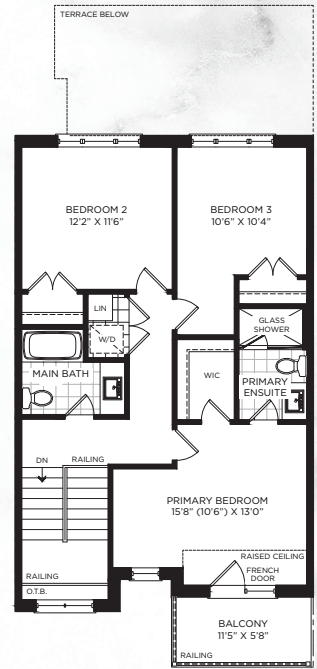 TERRACE BELOW
BEDROOM 2
12'2" X 11'6"
BEDROOM 3
10'6" X 10'4"
LIN
W/D
GLASS
SHOWER
MAIN BATH
WIC
PRIMARY
ENSUITE
DN
RAILING
PRIMARY BEDROOM
15'8" (10'6") X 13'0"
RAISED CEILING
FRENCH
DOOR
RAILING
O.T.B.
BALCONY
11'5" X 5'8"
RAILING